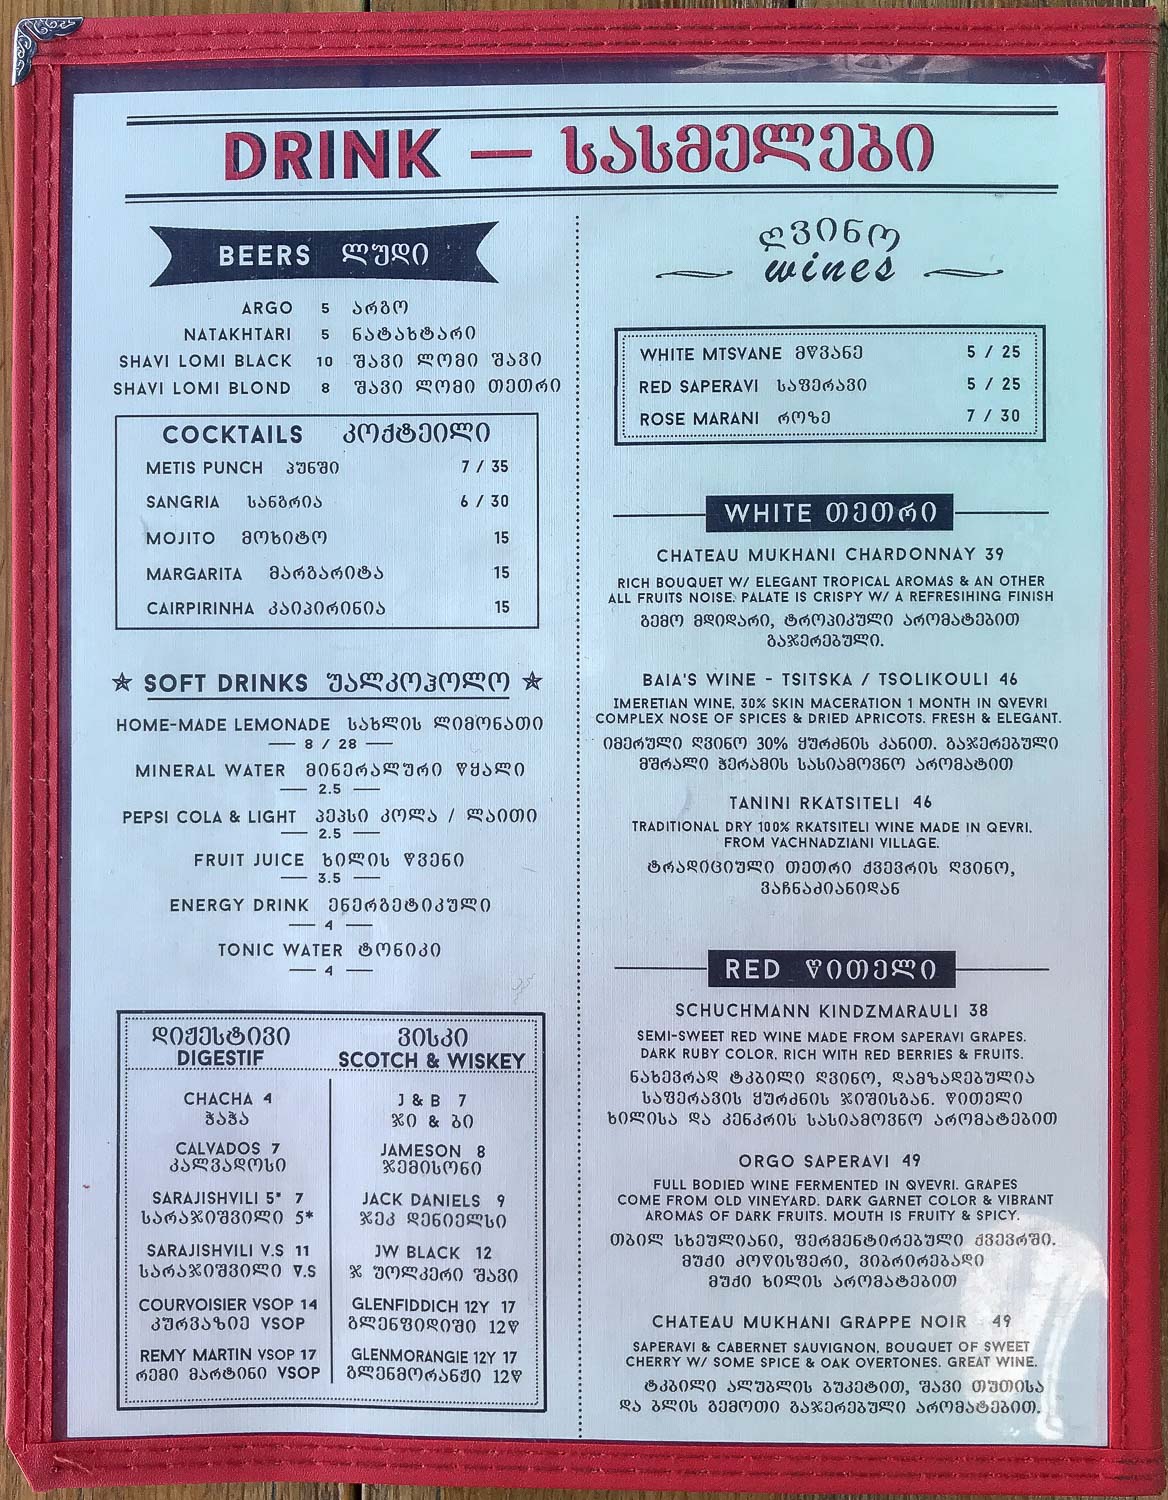 DRINK — სასმელები
BEERS ლუდი
ARGO 5 არგო
NATAKHTARI 5 ნატახტარი
SHAVI LOMI BLACK 10 შავი ლომი შავი
SHAVI LOMI BLOND 8 შავი ლომი თეთრი
COCKTAILS კოქტეილი
METIS PUNCH პუნში 7 / 35
SANGRIA სანგრია 6 / 30
MOJITO მოხიტო 15
MARGARITA მარგარიტა 15
CAIRPIRINHA კაიპირინია 15
★ SOFT DRINKS უალკოჰოლო ★
HOME-MADE LEMONADE სახლის ლიმონათი
— 8 / 28 —
MINERAL WATER მინერალური წყალი
— 2.5 —
PEPSI COLA & LIGHT პეპსი კოლა / ლაითი
— 2.5 —
FRUIT JUICE ხილის წვენი
— 3.5 —
ENERGY DRINK ენერგეტიკული
— 4 —
TONIC WATER ტონიკი
— 4 —
დიჟესტივი
DIGESTIF
CHACHA 4
ჭაჭა
CALVADOS 7
კალვადოსი
SARAJISHVILI 5* 7
სარაჯიშვილი 5*
SARAJISHVILI V.S 11
სარაჯიშვილი V.S
COURVOISIER VSOP 14
კურვაზიე VSOP
REMY MARTIN VSOP 17
რემი მარტინი VSOP
ვისკი
SCOTCH & WISKEY
J & B 7
ჯი & ბი
JAMESON 8
ჯემისონი
JACK DANIELS 9
ჯეკ დენიელსი
JW BLACK 12
ჯ უოლკერი შავი
GLENFIDDICH 12Y 17
გლენფიდიში 12წ
GLENMORANGIE 12Y 17
გლენმორანჟი 12წ
ღვინო
wines
WHITE MTSVANE მწვანე 5 / 25
RED SAPERAVI საფერავი 5 / 25
ROSE MARANI როზე 7 / 30
WHITE თეთრი
CHATEAU MUKHANI CHARDONNAY 39
RICH BOUQUET W/ ELEGANT TROPICAL AROMAS & AN OTHER
ALL FRUITS NOISE. PALATE IS CRISPY W/ A REFRESIHING FINISH
გემო მდიდარი, ტროპიკული არომატებით
გაჯერებული.
BAIA'S WINE - TSITSKA / TSOLIKOULI 46
IMERETIAN WINE, 30% SKIN MACERATION 1 MONTH IN QVEVRI
COMPLEX NOSE OF SPICES & DRIED APRICOTS. FRESH & ELEGANT.
იმერული ღვინო 30% ყურძნის კანით. გაჯერებული
მშრალი ჭერამის სასიამოვნო არომატით
TANINI RKATSITELI 46
TRADITIONAL DRY 100% RKATSITELI WINE MADE IN QEVRI.
FROM VACHNADZIANI VILLAGE.
ტრადიციული თეთრი ქვევრის ღვინო,
ვაჩნაძიანიდან
RED წითელი
SCHUCHMANN KINDZMARAULI 38
SEMI-SWEET RED WINE MADE FROM SAPERAVI GRAPES.
DARK RUBY COLOR, RICH WITH RED BERRIES & FRUITS.
ნახევრად ტკბილი ღვინო, დამზადებულია
საფერავის ყურძნის ჯიშისგან. წითელი
ხილისა და კენკრის სასიამოვნო არომატებით
ORGO SAPERAVI 49
FULL BODIED WINE FERMENTED IN QVEVRI. GRAPES
COME FROM OLD VINEYARD. DARK GARNET COLOR & VIBRANT
AROMAS OF DARK FRUITS. MOUTH IS FRUITY & SPICY.
თბილ სხეულიანი, ფერმენტირებული ქვევრში.
მუქი ძოწისფერი, ვიბრირებადი
მუქი ხილის არომატებით
CHATEAU MUKHANI GRAPPE NOIR 49
SAPERAVI & CABERNET SAUVIGNON, BOUQUET OF SWEET
CHERRY W/ SOME SPICE & OAK OVERTONES. GREAT WINE.
ტკბილი ალუბლის ბუკეტით, შავი თუთისა
და ბლის გემოთი გაჯერებული არომატებით.